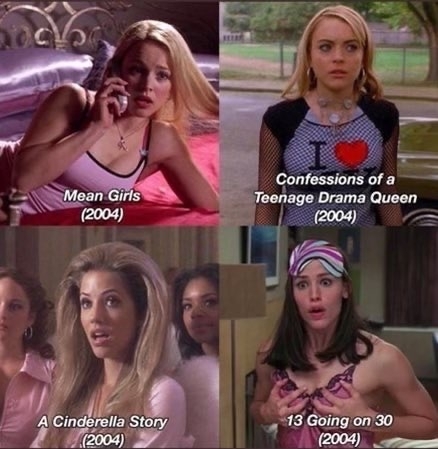 Mean Girls
(2004)
I
Confessions of a
Teenage Drama Queen
(2004)
A Cinderella Story
(2004)
13 Going on 30
(2004)